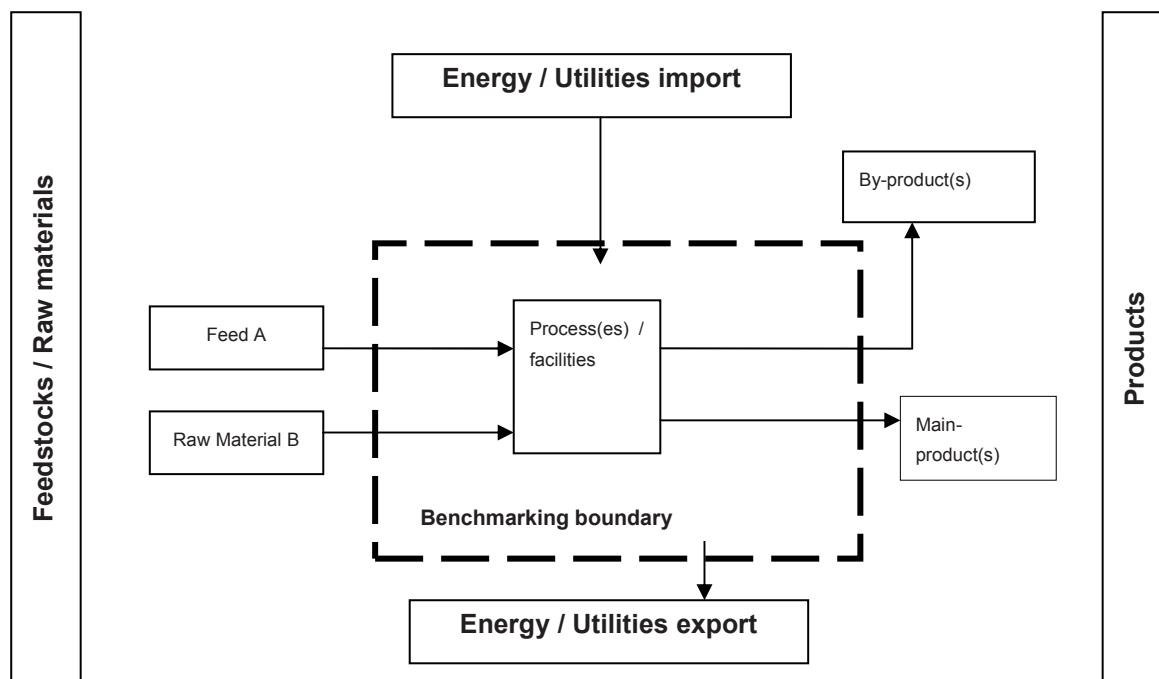 Feedstocks / Raw materials
Energy / Utilities import
By-product(s)
Feed A
Process(es) /
facilities
Raw Material B
Main-
product(s)
Benchmarking boundary
Energy / Utilities export
Products